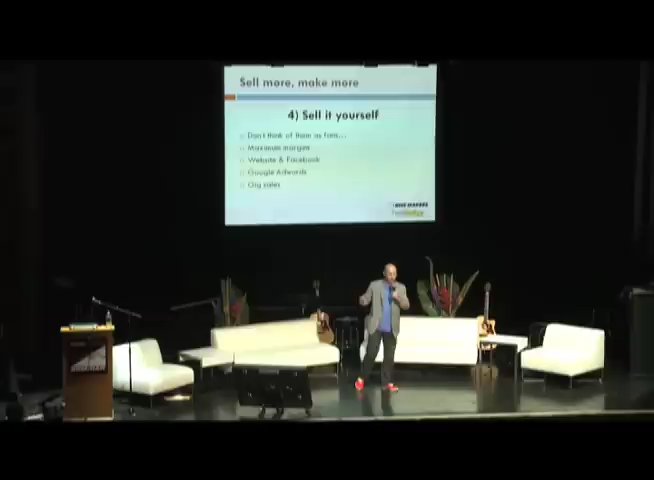 Sell more, make more
4) Sell it yourself
Don't think of them as fans...
Maximum margin
Website & Facebook
Google Adwords
Gig sales